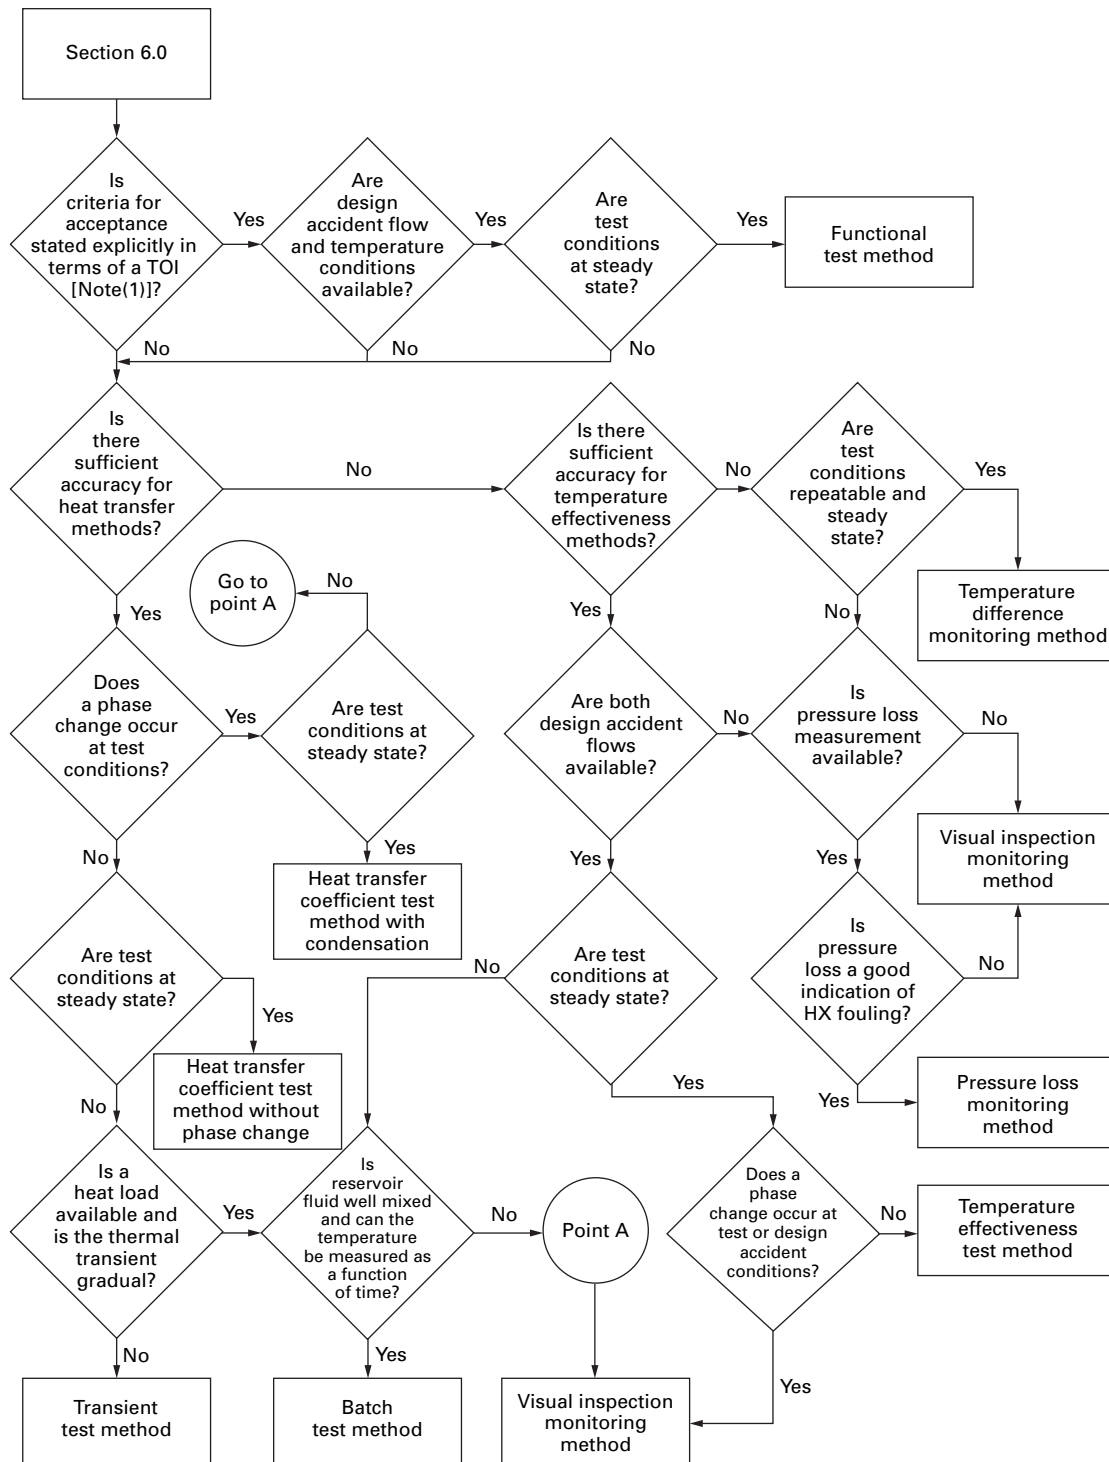 Section 6.0
Is
criteria for
acceptance
stated explicitly in
terms of a TOI
[Note(1)]?
Yes
Are
design
accident flow
and temperature
conditions
available?
Yes
Are
test
conditions
at steady
state?
Yes
Functional
test method
No
No
No
Is
there
sufficient
accuracy for
heat transfer
methods?
No
Is there
sufficient
accuracy for
temperature
effectiveness
methods?
No
Are
test
conditions
repeatable and
steady
state?
Yes
Temperature
difference
monitoring method
Yes
Go to
point A
No
Yes
No
Does
a phase
change occur
at test
conditions?
Yes
Are test
conditions at
steady state?
Are both
design accident
flows
available?
No
Is
pressure loss
measurement
available?
No
Visual inspection
monitoring
method
No
Yes
Heat transfer
coefficient test
method with
condensation
Yes
Yes
Are test
conditions at
steady state?
Yes
Heat transfer
coefficient test
method without
phase change
No
Are test
conditions at
steady state?
Is
pressure
loss a good
indication of
HX fouling?
No
Yes
Pressure loss
monitoring
method
No
Yes
Is a
heat load
available and
is the thermal
transient
gradual?
Yes
Is
reservoir
fluid well mixed
and can the
temperature
be measured as
a function
of time?
No
Point A
Does a
phase
change occur at
test or design
accident
conditions?
No
Temperature
effectiveness
test method
No
Yes
Yes
Transient
test method
Batch
test method
Visual inspection
monitoring
method